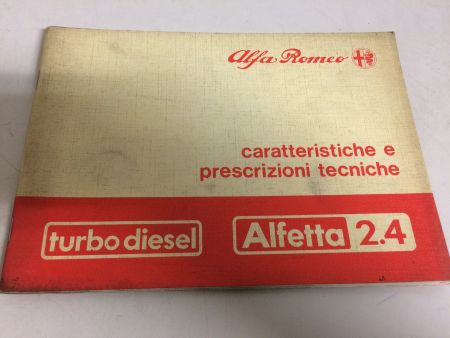 Alfa Romeo
caratteristiche e
prescrizioni tecniche
turbo diesel
Alfetta 2.4